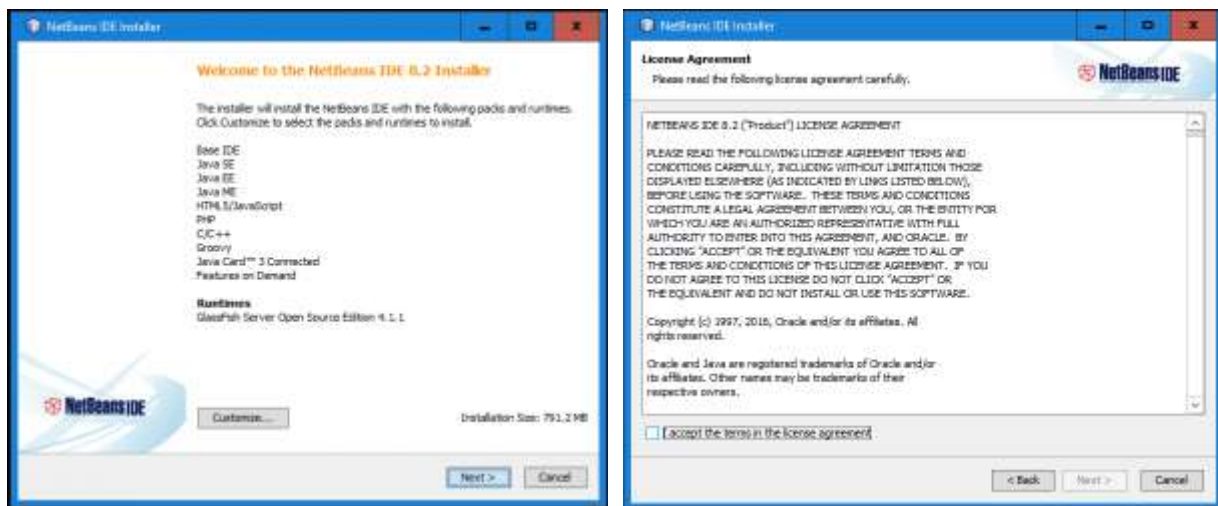 NetBeans IDE Installer
Welcome to the NetBeans IDE 8.2 Installer
The installer will install the NetBeans IDE with the following packs and runtimes.
Click Customize to select the packs and runtimes to install.
Base IDE
Java SE
Java EE
Java ME
HTML5/JavaScript
PHP
C/C++
Groovy
Java Card™ 3 Connected
Features on Demand
Runtimes
GlassFish Server Open Source Edition 4.1.1
NetBeans IDE
Customize...
Installation Size: 791.2 MB
Next >
Cancel
NetBeans IDE Installer
License Agreement
Please read the following license agreement carefully.
NetBeans IDE
NETBEANS IDE 8.2 ("Product") LICENSE AGREEMENT
PLEASE READ THE FOLLOWING LICENSE AGREEMENT TERMS AND
CONDITIONS CAREFULLY, INCLUDING WITHOUT LIMITATION THOSE
DISPLAYED ELSEWHERE (AS INDICATED BY LINKS LISTED BELOW),
BEFORE USING THE SOFTWARE. THESE TERMS AND CONDITIONS
CONSTITUTE A LEGAL AGREEMENT BETWEEN YOU, OR THE ENTITY FOR
WHICH YOU ARE AN AUTHORIZED REPRESENTATIVE WITH FULL
AUTHORITY TO ENTER INTO THIS AGREEMENT, AND ORACLE. BY
CLICKING "ACCEPT" OR THE EQUIVALENT YOU AGREE TO ALL OF
THE TERMS AND CONDITIONS OF THIS LICENSE AGREEMENT. IF YOU
DO NOT AGREE TO THIS LICENSE DO NOT CLICK "ACCEPT" OR
THE EQUIVALENT AND DO NOT INSTALL OR USE THIS SOFTWARE.
Copyright (c) 1997, 2016, Oracle and/or its affiliates. All
rights reserved.
Oracle and Java are registered trademarks of Oracle and/or
its affiliates. Other names may be trademarks of their
respective owners.
I accept the terms in the license agreement
< Back
Next >
Cancel